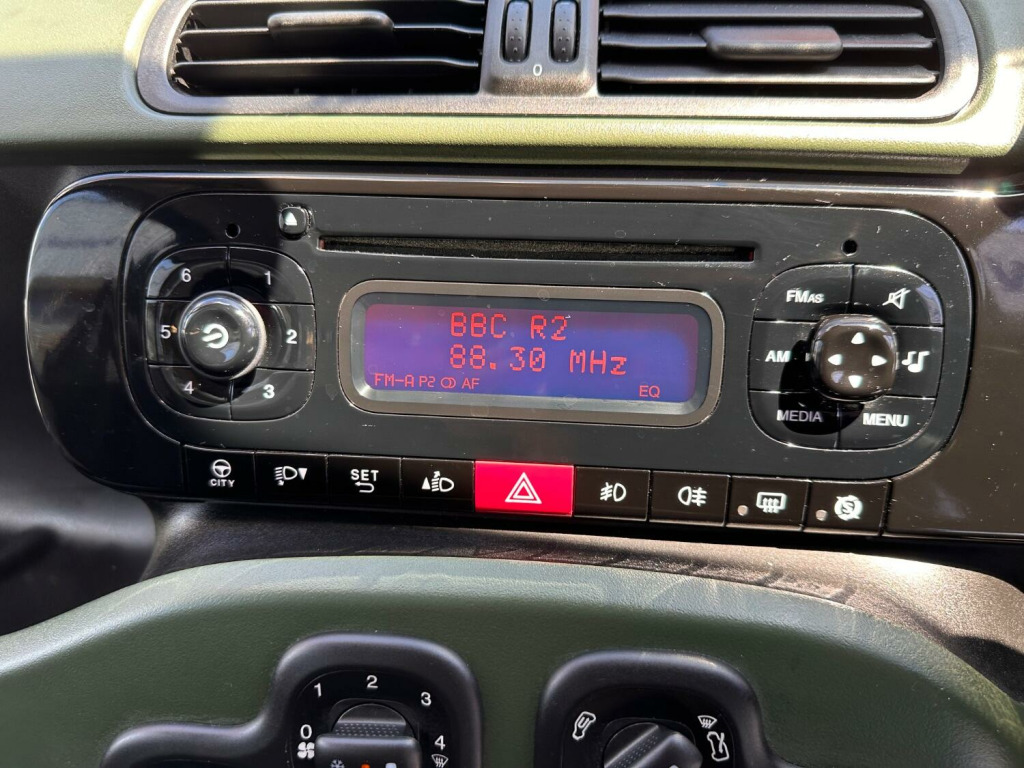 0
6 1
5 2
4 3
BBC R2
88.30 MHz
FM-A P2 AF EQ
FMAS
AM
MEDIA MENU
CITY
SET
S
0 1 2 3 4